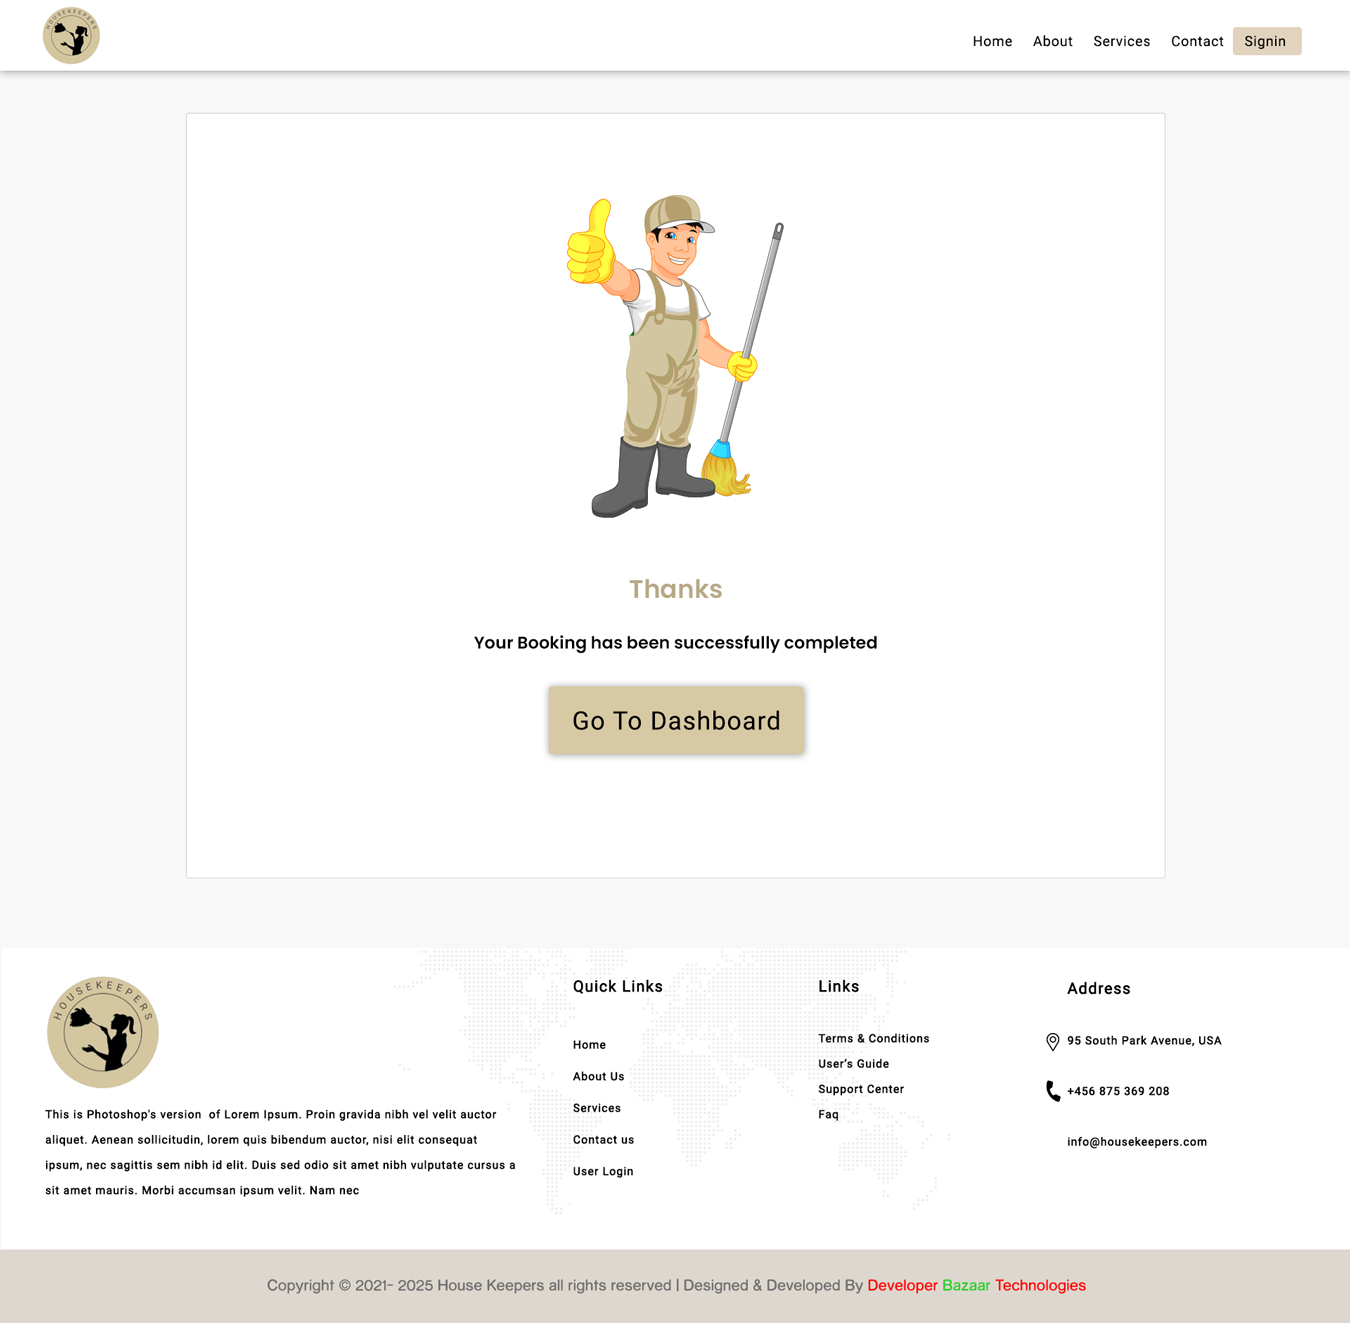 HOUSEKEEPERS
Home About Services Contact Signin
Thanks
Your Booking has been successfully completed
Go To Dashboard
HOUSEKEEPERS
This is Photoshop's version of Lorem Ipsum. Proin gravida nibh vel velit auctor
aliquet. Aenean sollicitudin, lorem quis bibendum auctor, nisi elit consequat
ipsum, nec sagittis sem nibh id elit. Duis sed odio sit amet nibh vulputate cursus a
sit amet mauris. Morbi accumsan ipsum velit. Nam nec
Quick Links
Home
About Us
Services
Contact us
User Login
Links
Terms & Conditions
User’s Guide
Support Center
Faq
Address
95 South Park Avenue, USA
+456 875 369 208
info@housekeepers.com
Copyright © 2021- 2025 House Keepers all rights reserved | Designed & Developed By Developer Bazaar Technologies